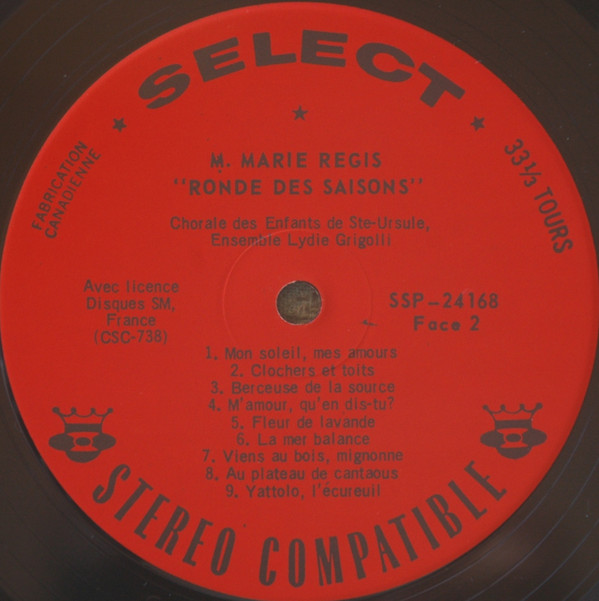 SELECT
M. MARIE REGIS
"RONDE DES SAISONS"
FABRICATION
CANADIENNE
33⅓ TOURS
Chorale des Enfants de Ste-Ursule,
Ensemble Lydie Grigolli
Avec licence
Disques SM,
France
(CSC-738)
SSP-24168
Face 2
1. Mon soleil, mes amours
2. Clochers et toits
3. Berceuse de la source
4. M'amour, qu'en dis-tu?
5. Fleur de lavande
6. La mer balance
7. Viens au bois, mignonne
8. Au plateau de cantaous
9. Yattolo, l'écureuil
STEREO COMPATIBLE